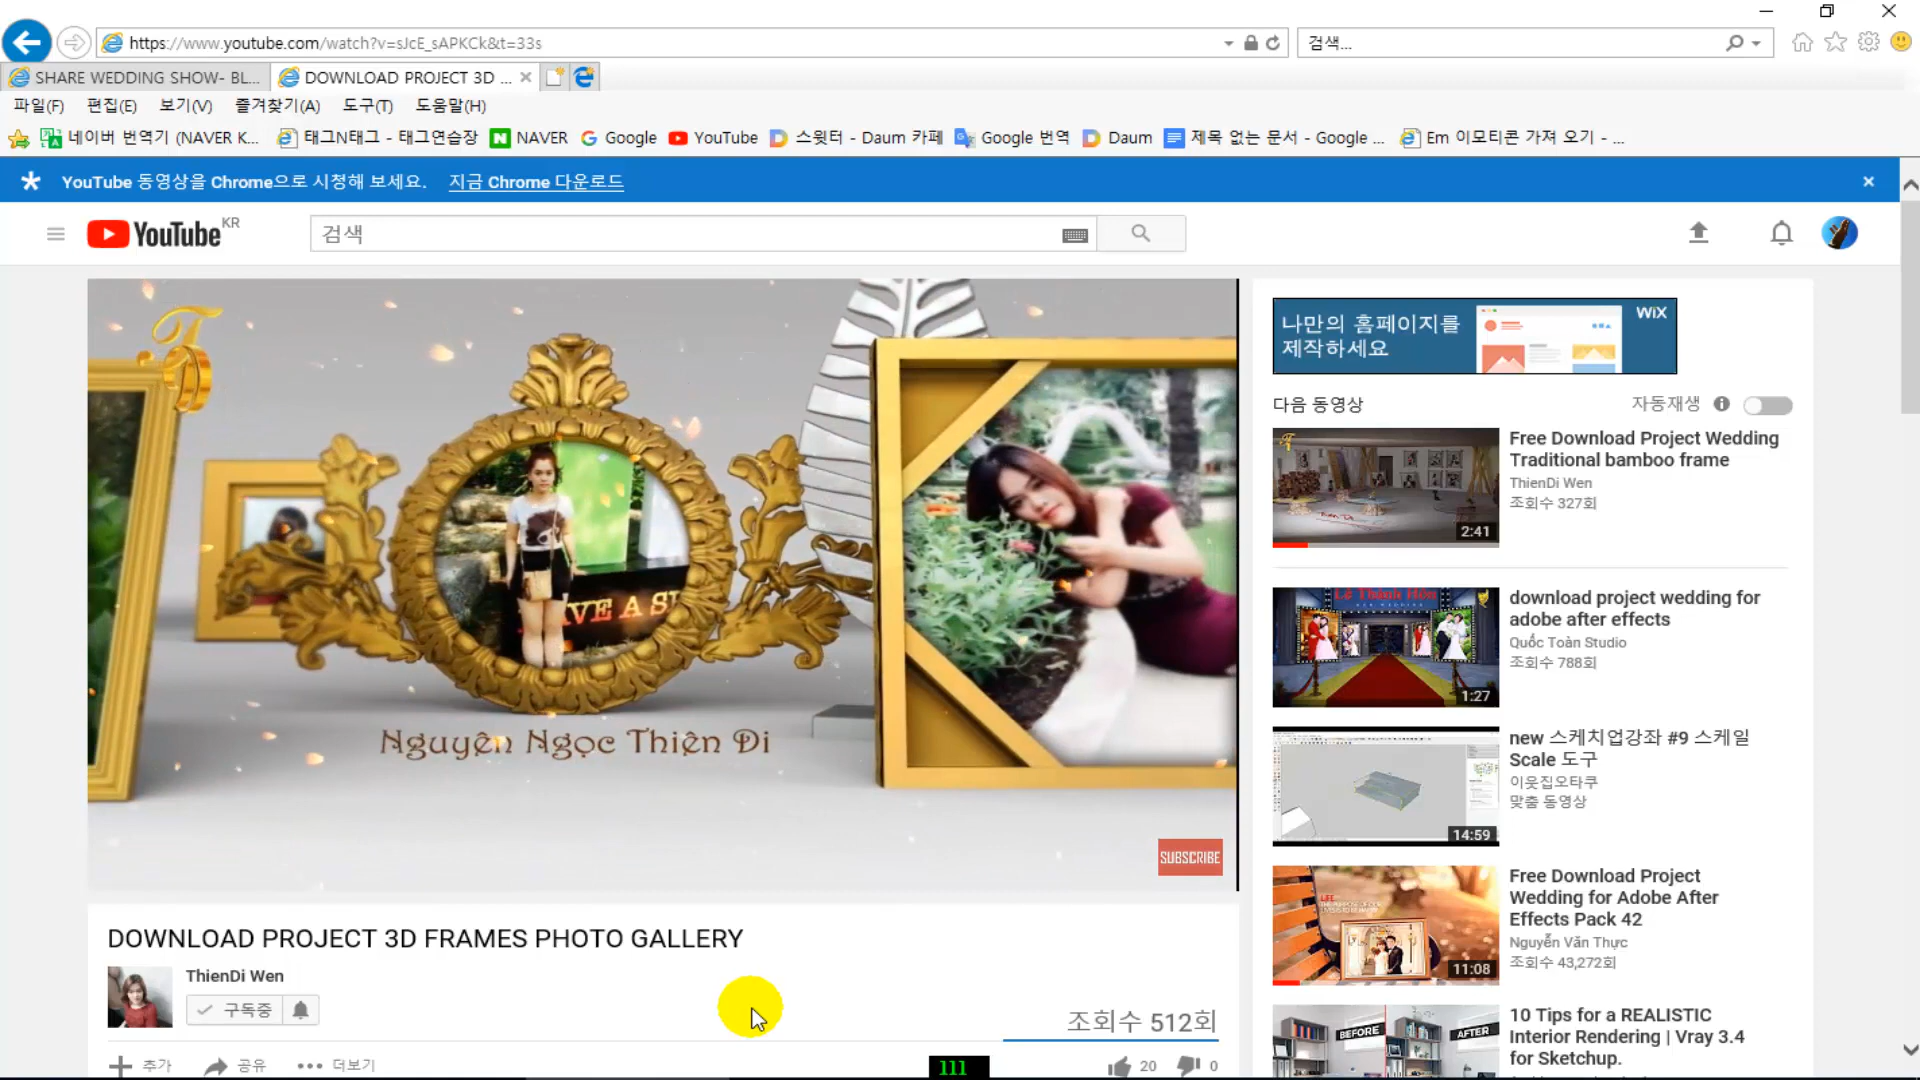 https://www.youtube.com/watch?v=sJcE_sAPKCk&t=33s
검색...
SHARE WEDDING SHOW- BL...
DOWNLOAD PROJECT 3D ...
파일(F) 편집(E) 보기(V) 즐겨찾기(A) 도구(T) 도움말(H)
네이버 번역기 (NAVER K... 태그N태그 - 태그연습장 NAVER Google YouTube 스윗터 - Daum 카페 Google 번역 Daum 제목 없는 문서 - Google ... Em 이모티콘 가져 오기 - ...
YouTube 동영상을 Chrome으로 시청해 보세요. 지금 Chrome 다운로드
YouTube KR
검색
VE A S
Nguyên Ngọc Thiên Di
SUBSCRIBE
DOWNLOAD PROJECT 3D FRAMES PHOTO GALLERY
ThienDi Wen
구독중
조회수 512회
추가 공유 더보기
111
20 0
나만의 홈페이지를
제작하세요
WiX
다음 동영상
자동재생
Free Download Project Wedding
Traditional bamboo frame
ThienDi Wen
조회수 327회
2:41
Lê Thành Hôn
download project wedding for
adobe after effects
Quốc Toàn Studio
조회수 788회
1:27
new 스케치업강좌 #9 스케일
Scale 도구
이웃집오타쿠
맞춤 동영상
14:59
Free Download Project
Wedding for Adobe After
Effects Pack 42
Nguyễn Văn Thực
조회수 43,272회
11:08
BEFORE
AFTER
10 Tips for a REALISTIC
Interior Rendering | Vray 3.4
for Sketchup.